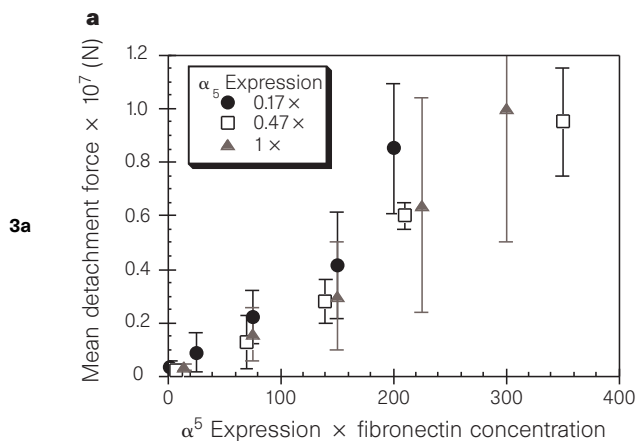 a
3a
Mean detachment force × 10⁷ (N)
1.2
1.0
0.8
0.6
0.4
0.2
0
α₅ Expression
0.17×
0.47×
1×
0 100 200 300 400
α⁵ Expression × fibronectin concentration